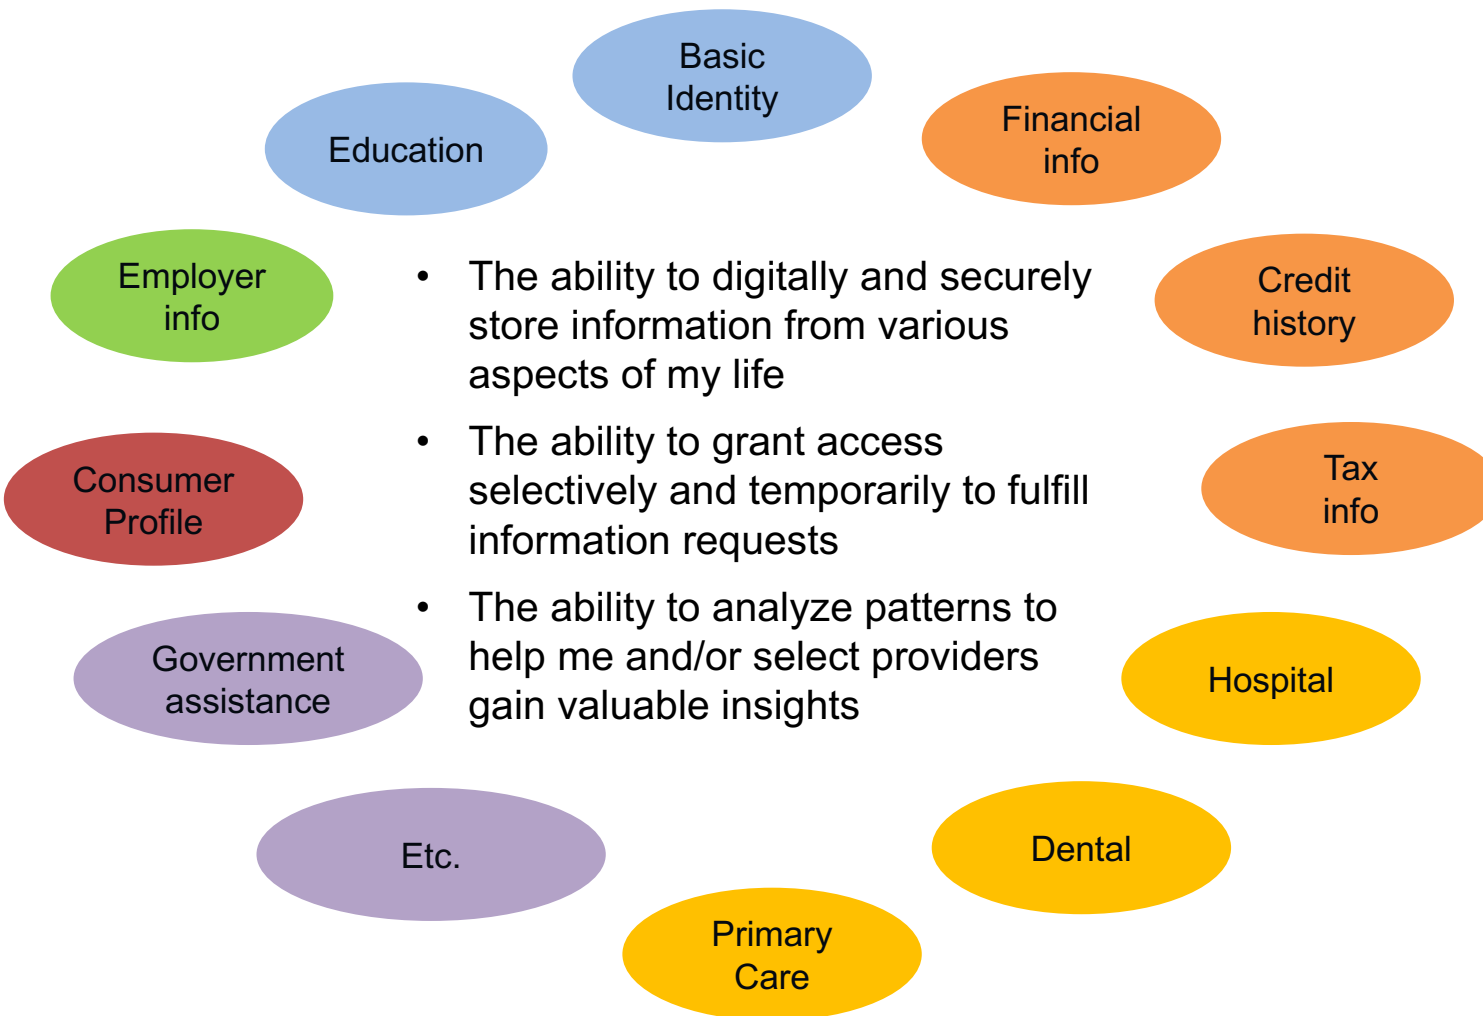 Basic
Identity
Education
Financial
info
Employer
info
Credit
history
• The ability to digitally and securely
store information from various
aspects of my life
• The ability to grant access
selectively and temporarily to fulfill
information requests
• The ability to analyze patterns to
help me and/or select providers
gain valuable insights
Consumer
Profile
Tax
info
Government
assistance
Hospital
Etc.
Dental
Primary
Care